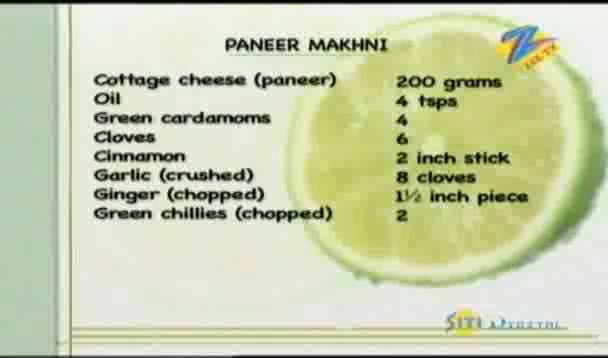 PANEER MAKHNI
Cottage cheese (paneer) 200 grams
Oil 4 tsps
Green cardamoms 4
Cloves 6
Cinnamon 2 inch stick
Garlic (crushed) 8 cloves
Ginger (chopped) 1½ inch piece
Green chillies (chopped) 2
SITI